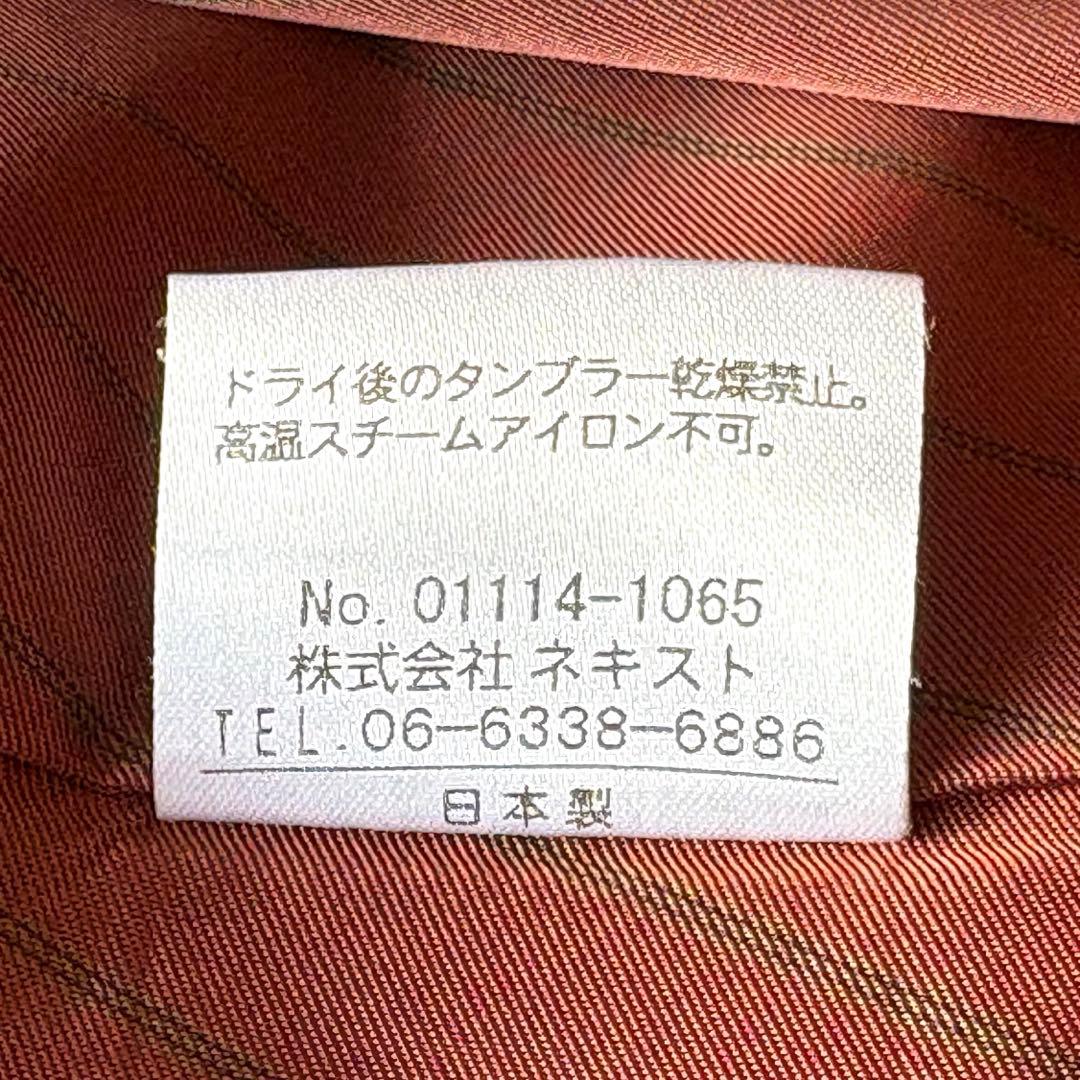 ドライ後のタンブラー乾燥禁止。
高温スチームアイロン不可。
No. 01114-1065
株式会社 ネキスト
TEL.06-6338-6886
日本製